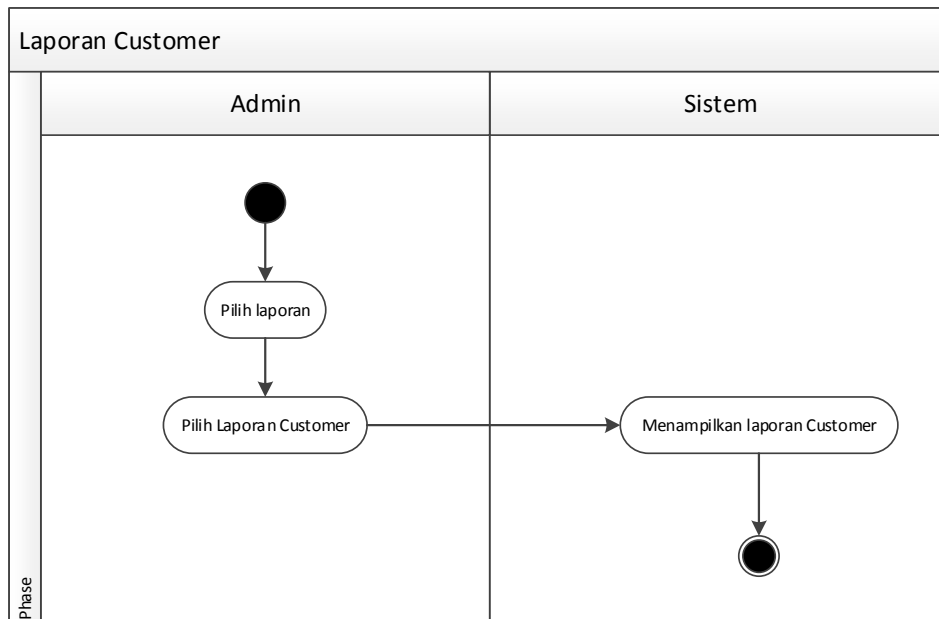 Laporan Customer
Admin
Sistem
Pilih laporan
Pilih Laporan Customer
Menampilkan laporan Customer
Phase